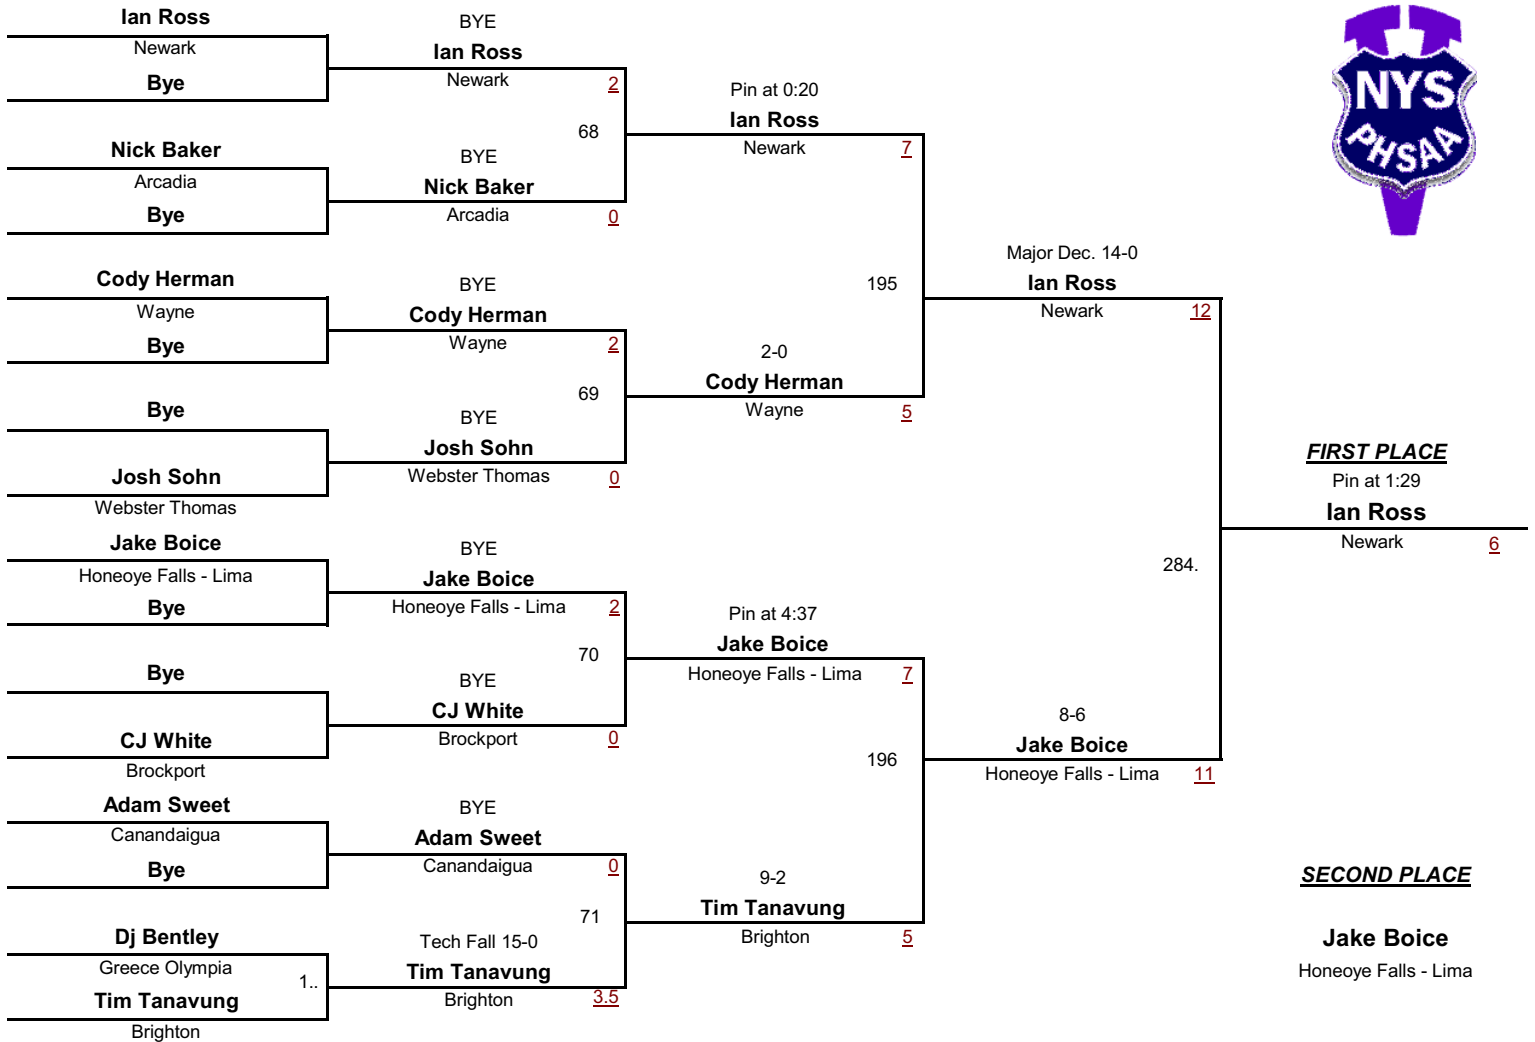 Ian Ross
Newark
Bye
Nick Baker
Arcadia
Bye
Cody Herman
Wayne
Bye
Bye
Josh Sohn
Webster Thomas
Jake Boice
Honeoye Falls - Lima
Bye
Bye
CJ White
Brockport
Adam Sweet
Canandaigua
Bye
Dj Bentley
Greece Olympia
1..
Tim Tanavung
Brighton
BYE
Ian Ross
Newark
2
68
BYE
Nick Baker
Arcadia
0
BYE
Cody Herman
Wayne
2
69
BYE
Josh Sohn
Webster Thomas
0
BYE
Jake Boice
Honeoye Falls - Lima
2
70
BYE
CJ White
Brockport
0
BYE
Adam Sweet
Canandaigua
0
71
Tech Fall 15-0
Tim Tanavung
Brighton
3.5
Pin at 0:20
Ian Ross
Newark
7
195
2-0
Cody Herman
Wayne
5
Pin at 4:37
Jake Boice
Honeoye Falls - Lima
7
196
9-2
Tim Tanavung
Brighton
5
Major Dec. 14-0
Ian Ross
Newark
12
284.
8-6
Jake Boice
Honeoye Falls - Lima
11
NYS
PHSAA
FIRST PLACE
Pin at 1:29
Ian Ross
Newark
6
SECOND PLACE
Jake Boice
Honeoye Falls - Lima